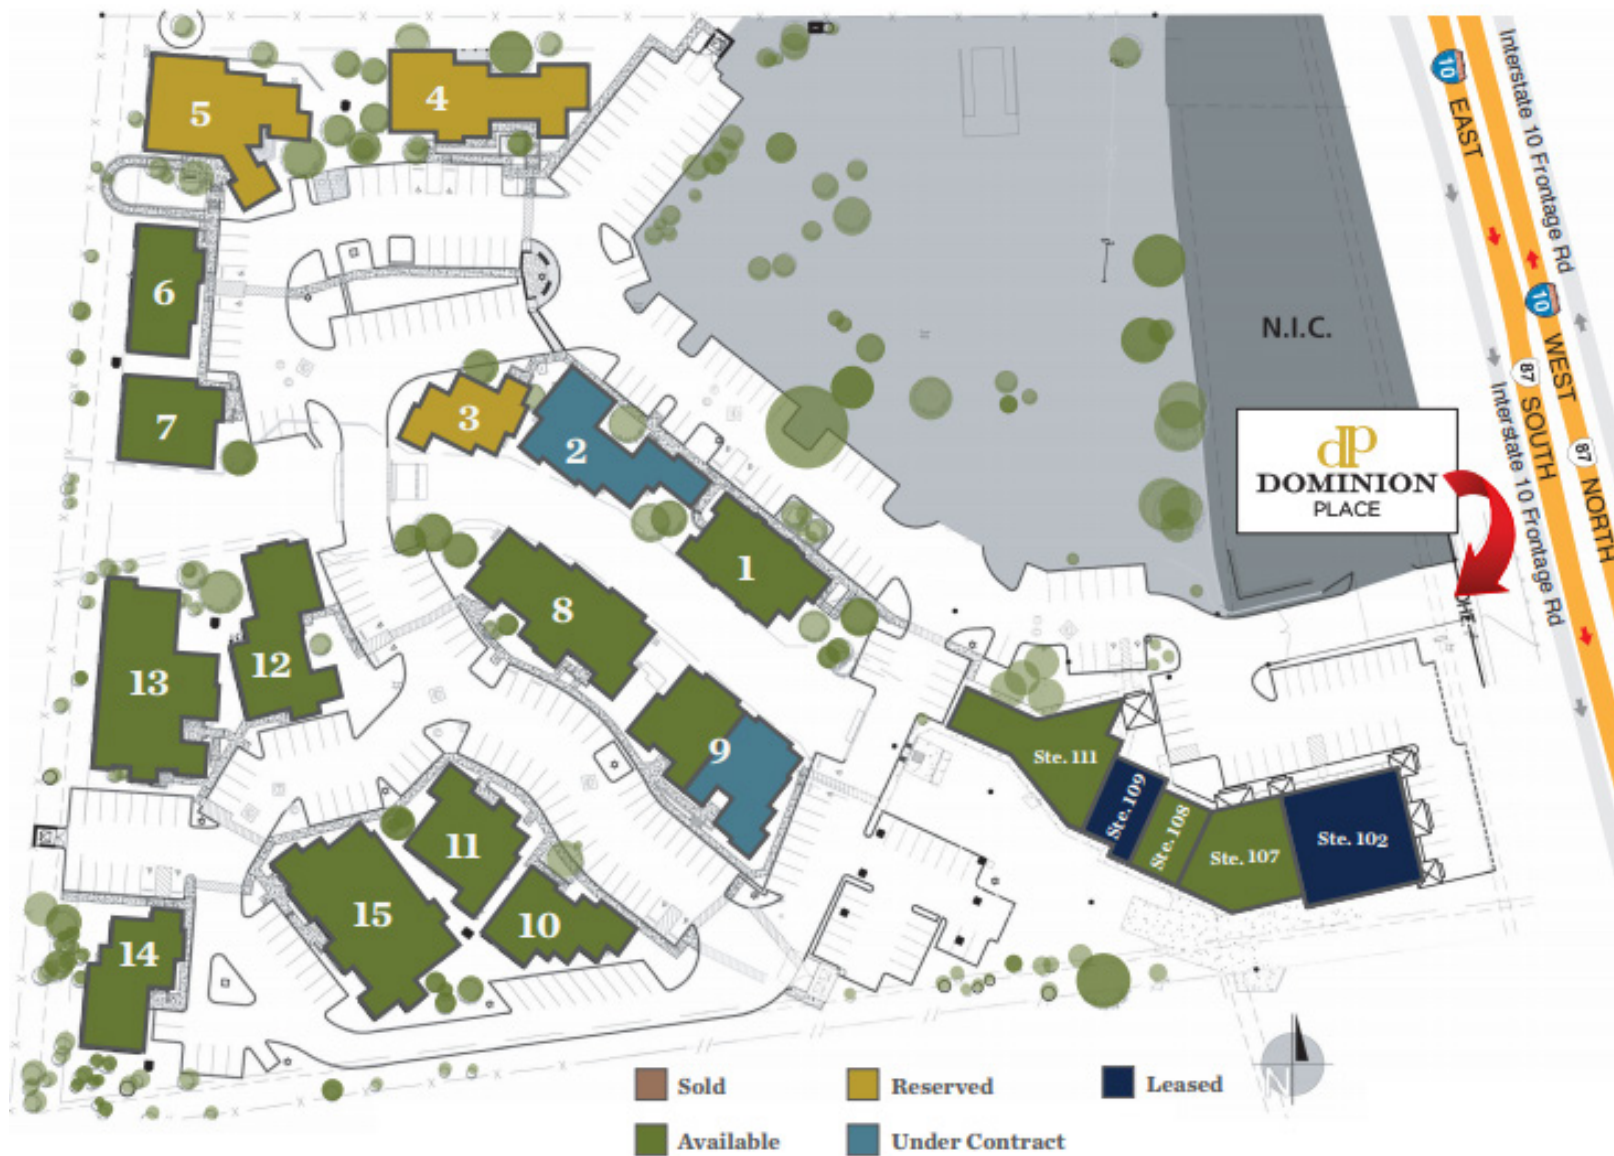 5
4
10
EAST
Interstate 10 Frontage Rd
6
10
WEST
N.I.C.
87
SOUTH
Interstate 10 Frontage Rd
87
NORTH
7
3
2
dp
DOMINION
PLACE
1
OHE
8
12
13
9
Ste. 111
Ste. 109
Ste. 108
Ste. 107
Ste. 102
11
15
10
14
N
Sold
Reserved
Leased
Available
Under Contract